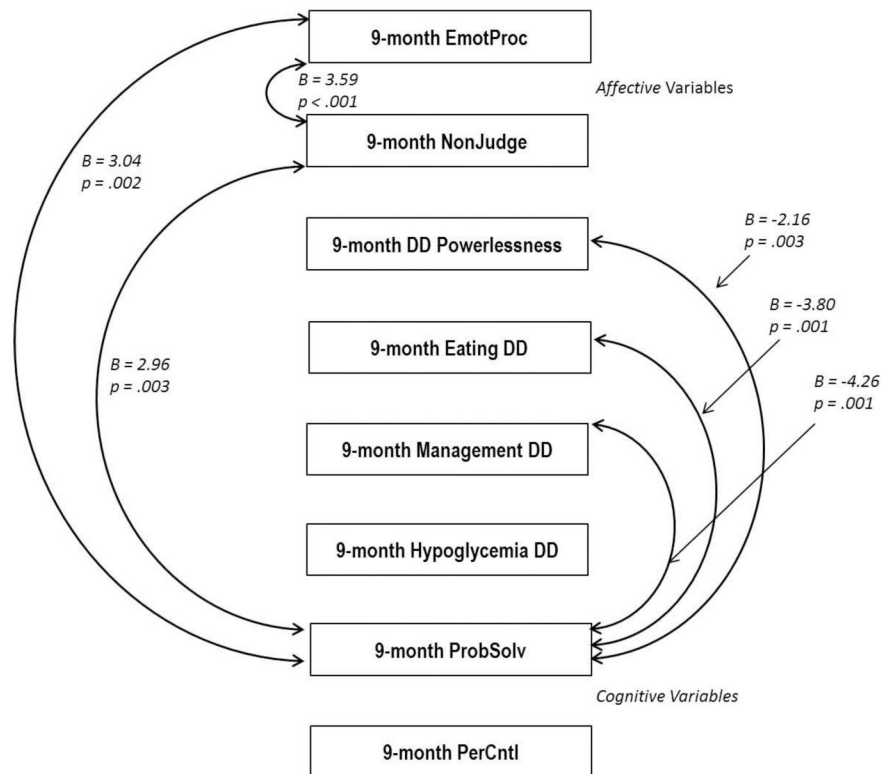 9-month EmotProc
B = 3.59
p < .001
Affective Variables
9-month NonJudge
B = 3.04
p = .002
9-month DD Powerlessness
B = -2.16
p = .003
B = -3.80
p = .001
9-month Eating DD
B = 2.96
p = .003
B = -4.26
p = .001
9-month Management DD
9-month Hypoglycemia DD
9-month ProbSolv
Cognitive Variables
9-month PerCntl